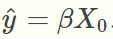 ŷ = βX₀.